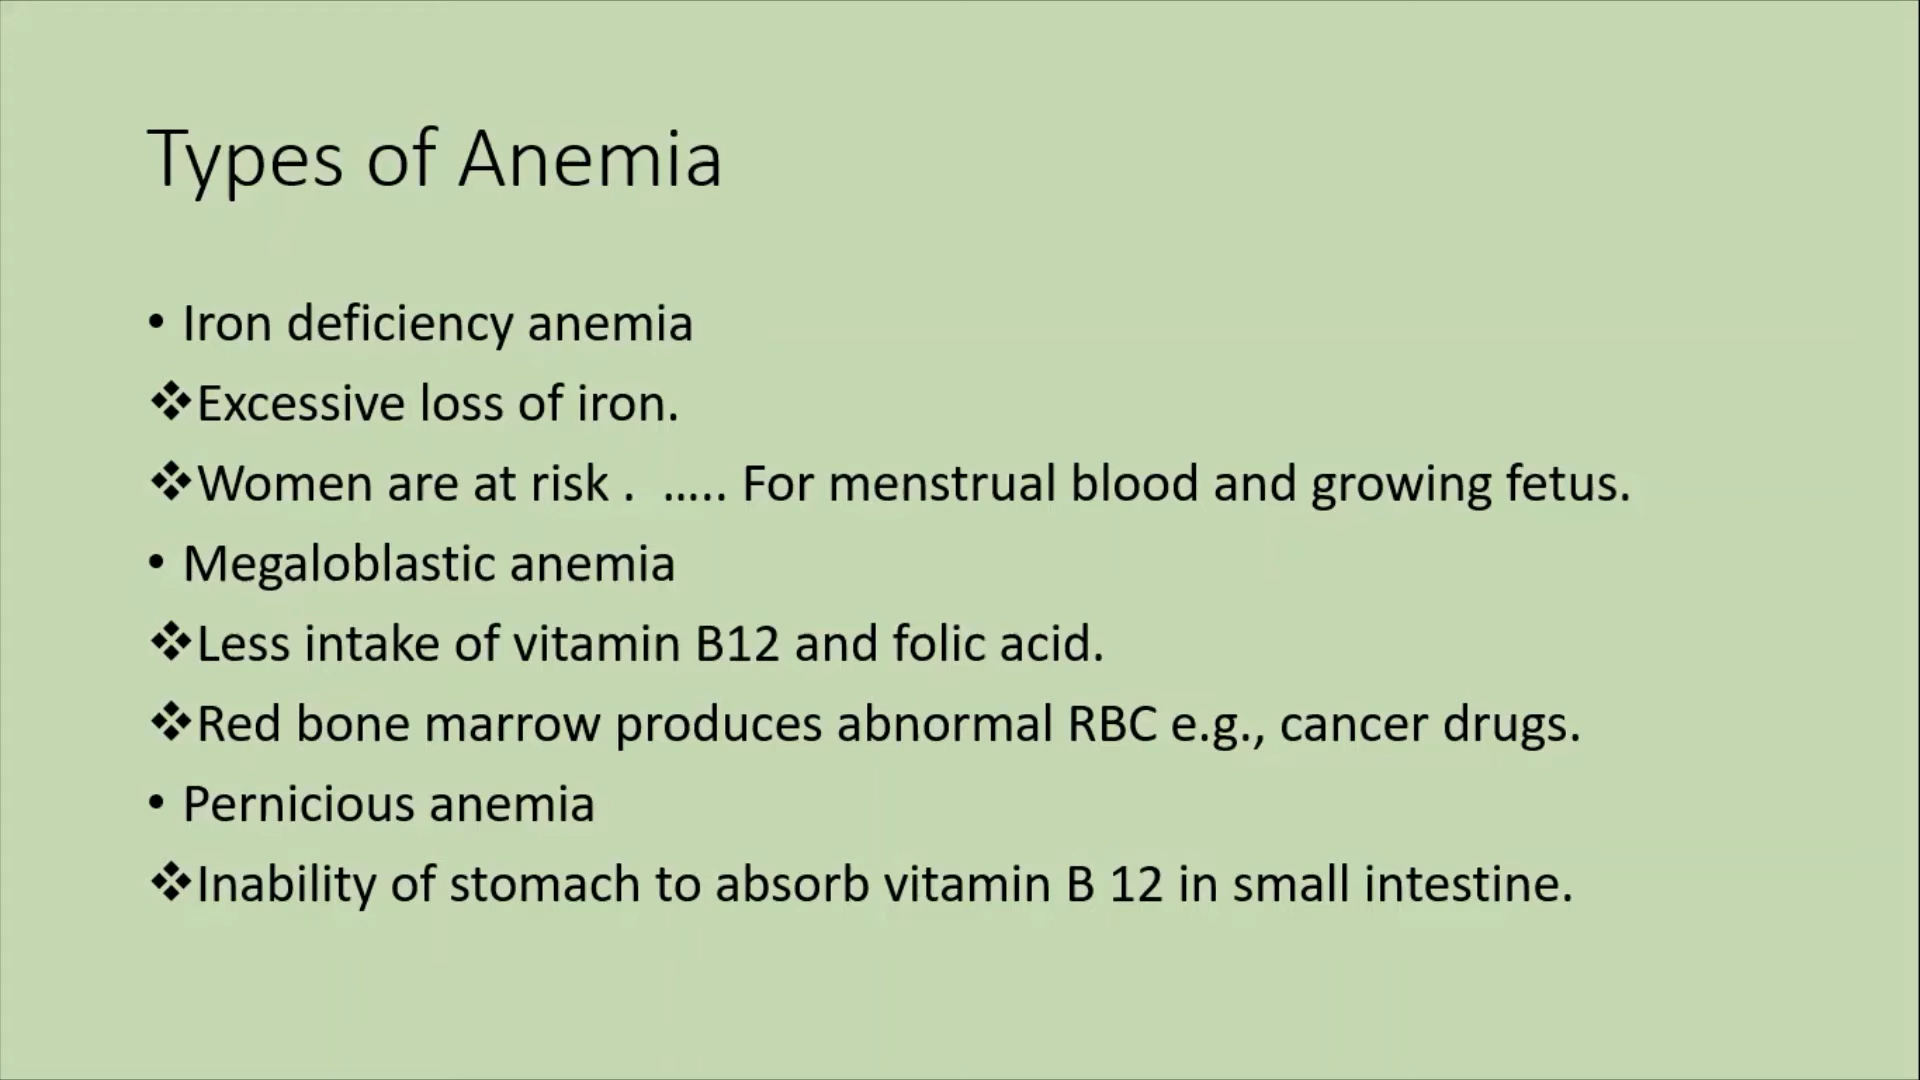 Types of Anemia
• Iron deficiency anemia
❖Excessive loss of iron.
❖Women are at risk .  ..... For menstrual blood and growing fetus.
• Megaloblastic anemia
❖Less intake of vitamin B12 and folic acid.
❖Red bone marrow produces abnormal RBC e.g., cancer drugs.
• Pernicious anemia
❖Inability of stomach to absorb vitamin B 12 in small intestine.